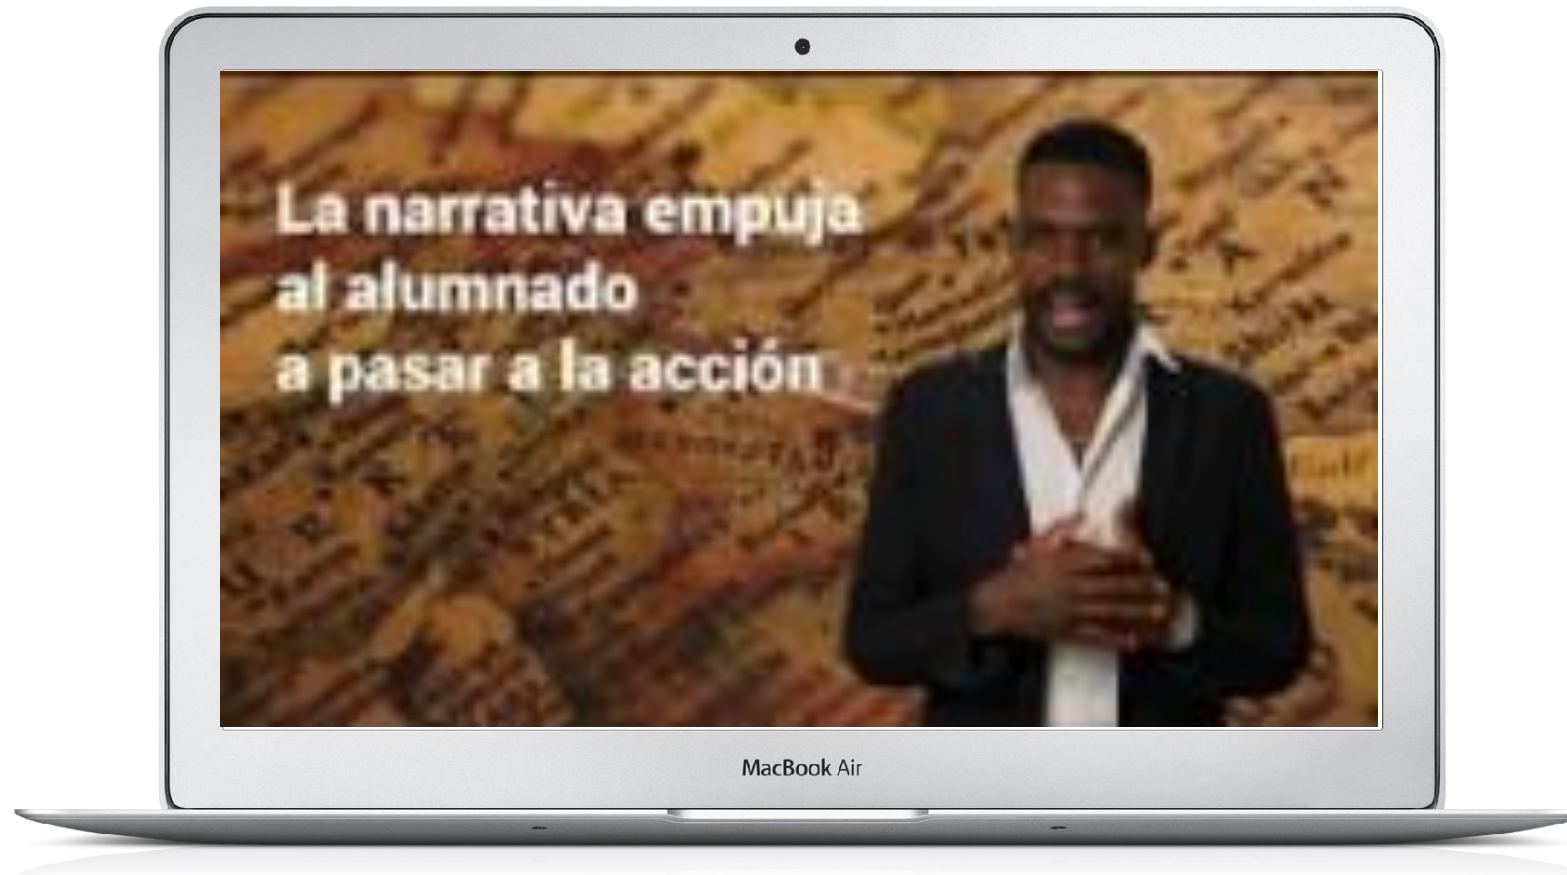 La narrativa empuja
al alumnado
a pasar a la acción
MacBook Air